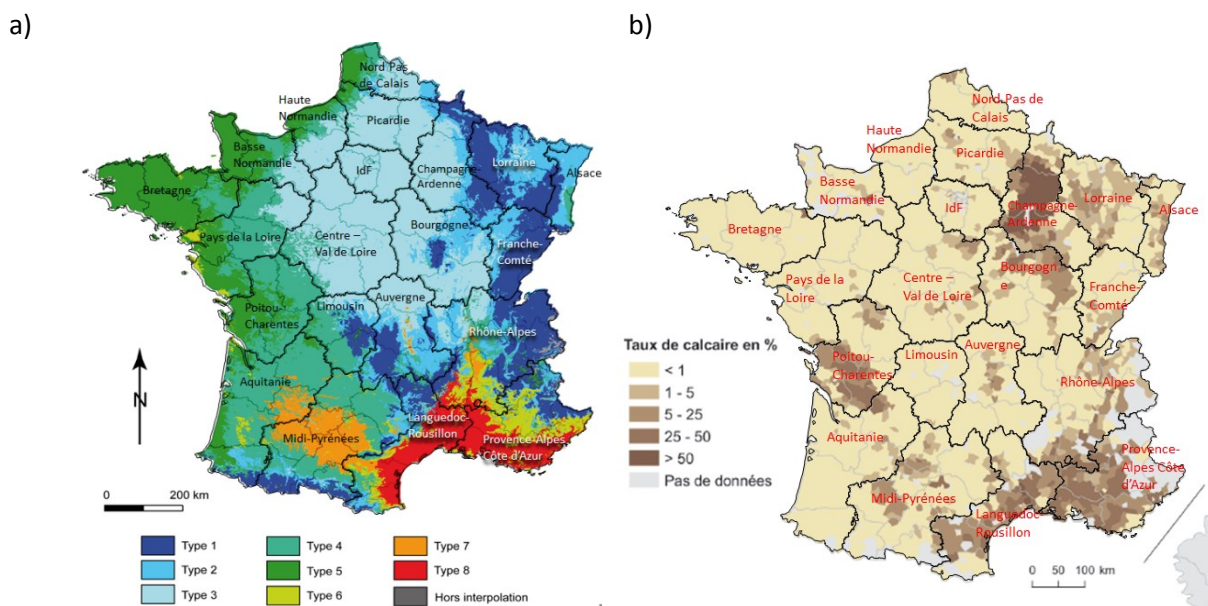 a)
Nord Pas
de Calais
Haute
Normandie
Picardie
Basse
Normandie
IdF
Champagne-
Ardenne
Lorraine
Alsace
Bretagne
Pays de la Loire
Centre –
Val de Loire
Bourgogne
Franche-
Comté
Poitou-
Charentes
Limousin
Auvergne
Rhône-Alpes
Aquitanie
Midi-Pyrénées
Languedoc-
Rousillon
Provence-Alpes
Côte d'Azur
N
0
200 km
Type 1
Type 2
Type 3
Type 4
Type 5
Type 6
Type 7
Type 8
Hors interpolation
b)
Nord-Pas de
Calais
Haute
Normandie
Picardie
Basse
Normandie
IdF
Champagne-
Ardenne
Lorraine
Alsace
Bretagne
Pays de la
Loire
Centre –
Val de Loire
Bourgogn
e
Franche-
Comté
Poitou-
Charentes
Limousin
Auvergne
Rhône-Alpes
Aquitanie
Midi-Pyrénées
Languedoc-
Rousillon
Provence-
Alpes Côte
d'Azur
Taux de calcaire en %
< 1
1 - 5
5 - 25
25 - 50
> 50
Pas de données
0 50 100 km